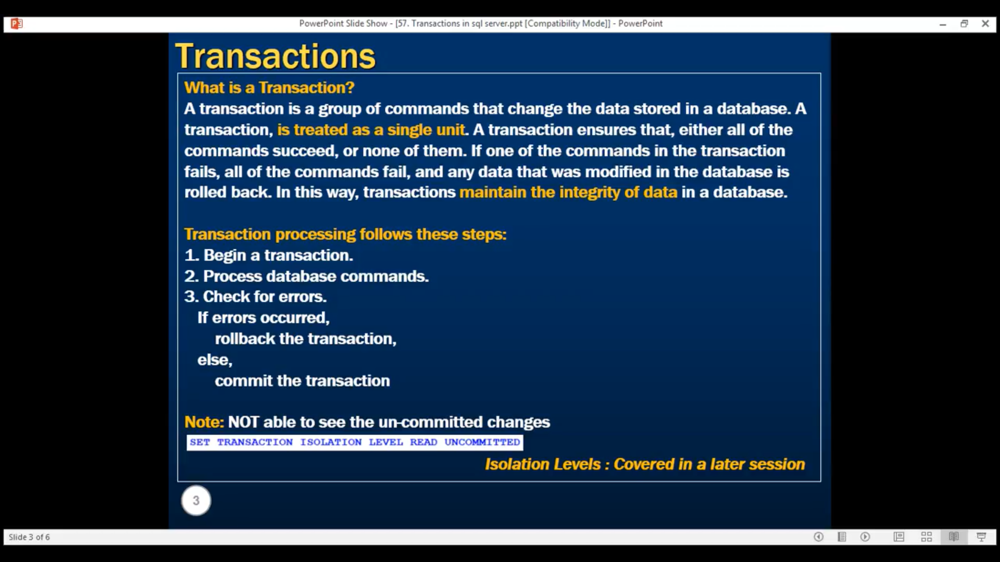 PowerPoint Slide Show - [57. Transactions in sql server.ppt [Compatibility Mode]] - PowerPoint
Transactions
What is a Transaction?
A transaction is a group of commands that change the data stored in a database. A
transaction, is treated as a single unit. A transaction ensures that, either all of the
commands succeed, or none of them. If one of the commands in the transaction
fails, all of the commands fail, and any data that was modified in the database is
rolled back. In this way, transactions maintain the integrity of data in a database.
Transaction processing follows these steps:
1. Begin a transaction.
2. Process database commands.
3. Check for errors.
If errors occurred,
rollback the transaction,
else,
commit the transaction
Note: NOT able to see the un-committed changes
SET TRANSACTION ISOLATION LEVEL READ UNCOMMITTED
Isolation Levels : Covered in a later session
3
Slide 3 of 6